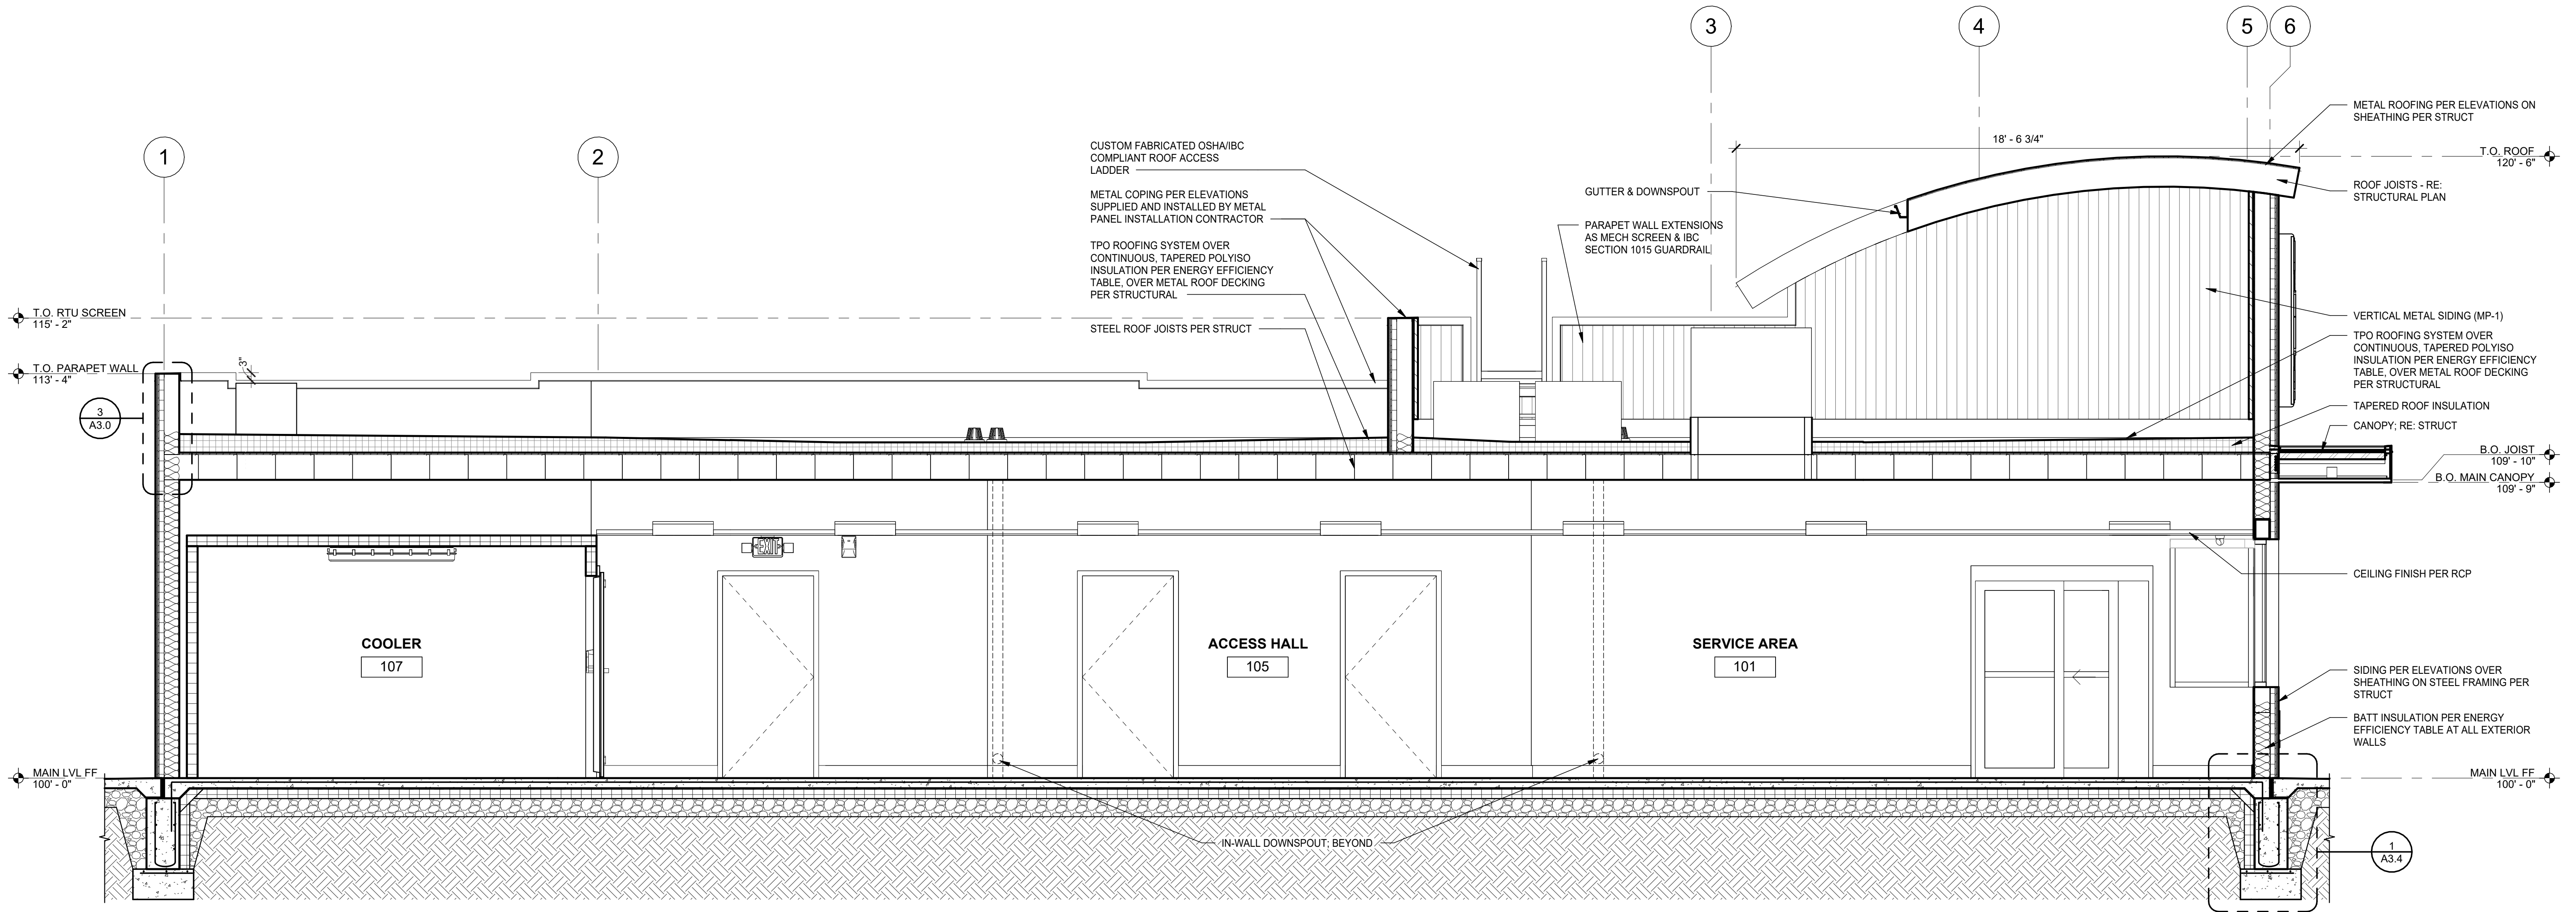 3
4
5
6
1
2
CUSTOM FABRICATED OSHA/IBC
COMPLIANT ROOF ACCESS
LADDER
METAL COPING PER ELEVATIONS
SUPPLIED AND INSTALLED BY METAL
PANEL INSTALLATION CONTRACTOR
TPO ROOFING SYSTEM OVER
CONTINUOUS, TAPERED POLYISO
INSULATION PER ENERGY EFFICIENCY
TABLE, OVER METAL ROOF DECKING
PER STRUCTURAL
STEEL ROOF JOISTS PER STRUCT
18' - 6 3/4"
GUTTER & DOWNSPOUT
PARAPET WALL EXTENSIONS
AS MECH SCREEN & IBC
SECTION 1015 GUARDRAIL
METAL ROOFING PER ELEVATIONS ON
SHEATHING PER STRUCT
T.O. ROOF
120' - 6"
ROOF JOISTS - RE:
STRUCTURAL PLAN
VERTICAL METAL SIDING (MP-1)
TPO ROOFING SYSTEM OVER
CONTINUOUS, TAPERED POLYISO
INSULATION PER ENERGY EFFICIENCY
TABLE, OVER METAL ROOF DECKING
PER STRUCTURAL
TAPERED ROOF INSULATION
CANOPY; RE: STRUCT
B.O. JOIST
109' - 10"
B.O. MAIN CANOPY
109' - 9"
T.O. RTU SCREEN
115' - 2"
T.O. PARAPET WALL
113' - 4"
3"
3
A3.0
EXIT
CEILING FINISH PER RCP
COOLER
107
ACCESS HALL
105
SERVICE AREA
101
SIDING PER ELEVATIONS OVER
SHEATHING ON STEEL FRAMING PER
STRUCT
BATT INSULATION PER ENERGY
EFFICIENCY TABLE AT ALL EXTERIOR
WALLS
MAIN LVL FF
100' - 0"
MAIN LVL FF
100' - 0"
IN-WALL DOWNSPOUT; BEYOND
1
A3.4